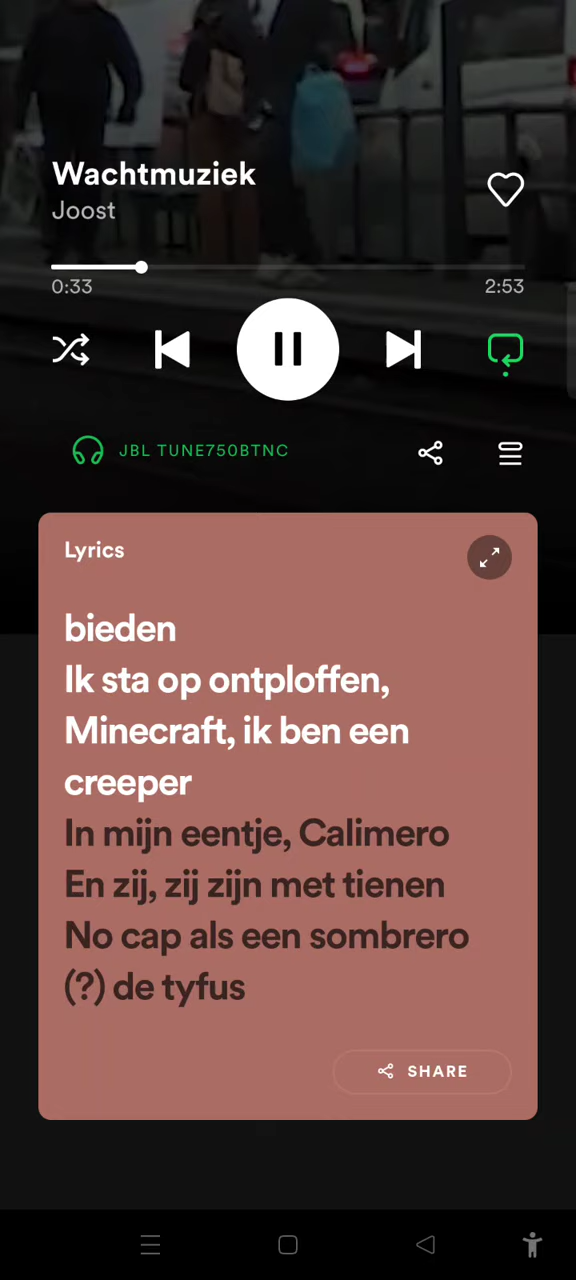 Wachtmuziek
Joost
0:33 2:53
JBL TUNE750BTNC
Lyrics
bieden
Ik sta op ontploffen,
Minecraft, ik ben een
creeper
In mijn eentje, Calimero
En zij, zij zijn met tienen
No cap als een sombrero
(?) de tyfus
SHARE